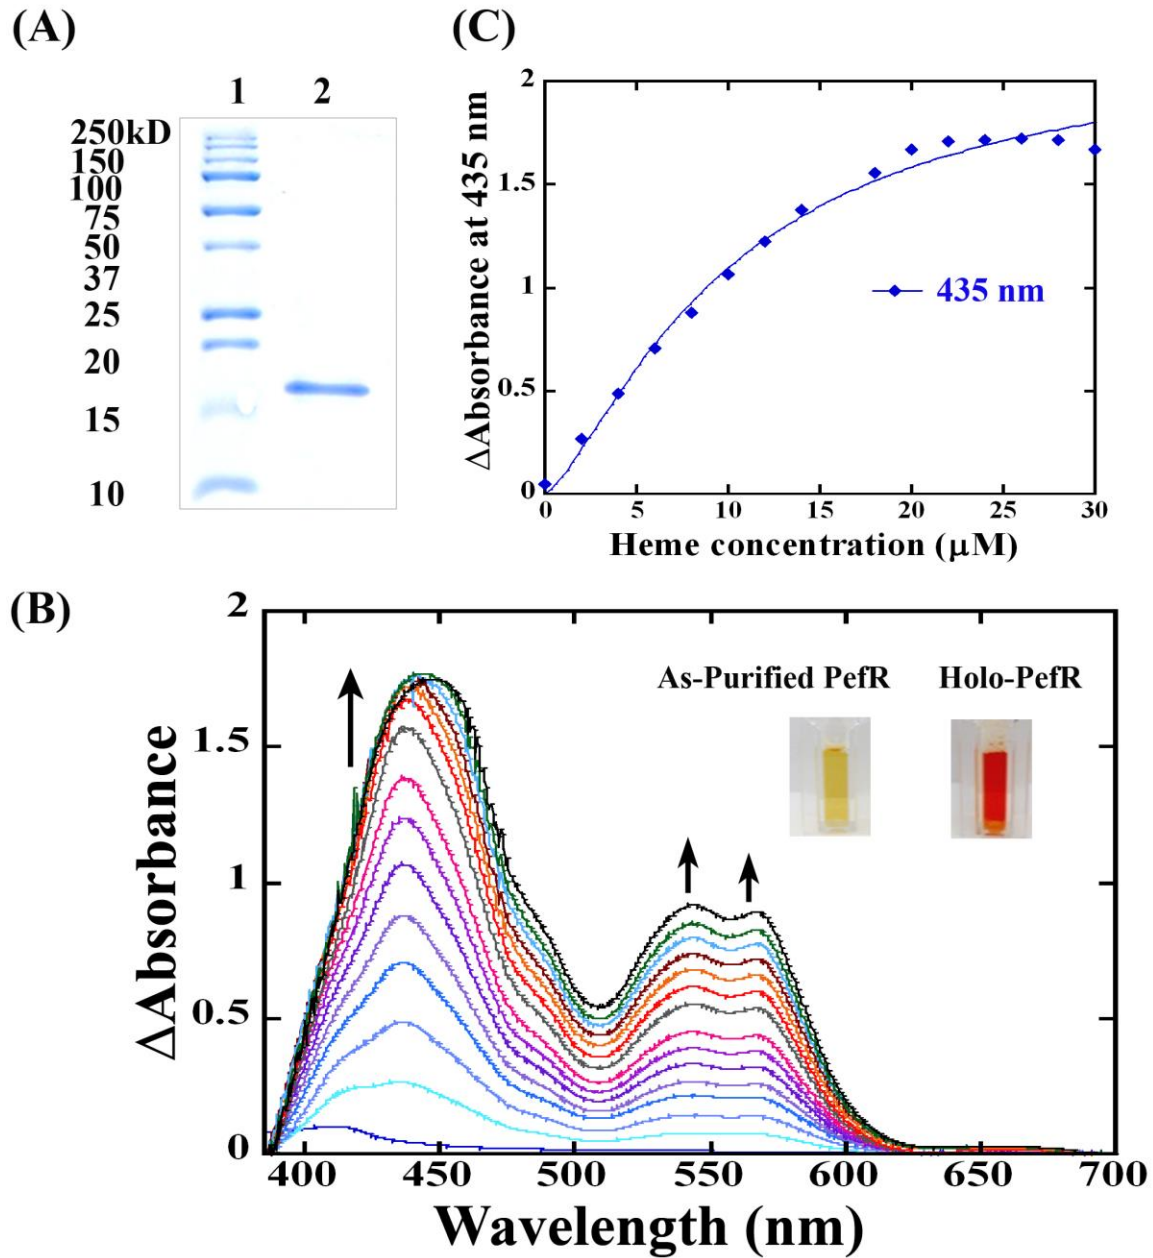 (A)
1 2
250kD
150
100
75
50
37
25
20
15
10
(C)
2
1.5
1
0.5
0
ΔAbsorbance at 435 nm
435 nm
0 5 10 15 20 25 30
Heme concentration (μM)
(B)
2
1.5
1
0.5
0
ΔAbsorbance
As-Purified PefR Holo-PefR
400 450 500 550 600 650 700
Wavelength (nm)